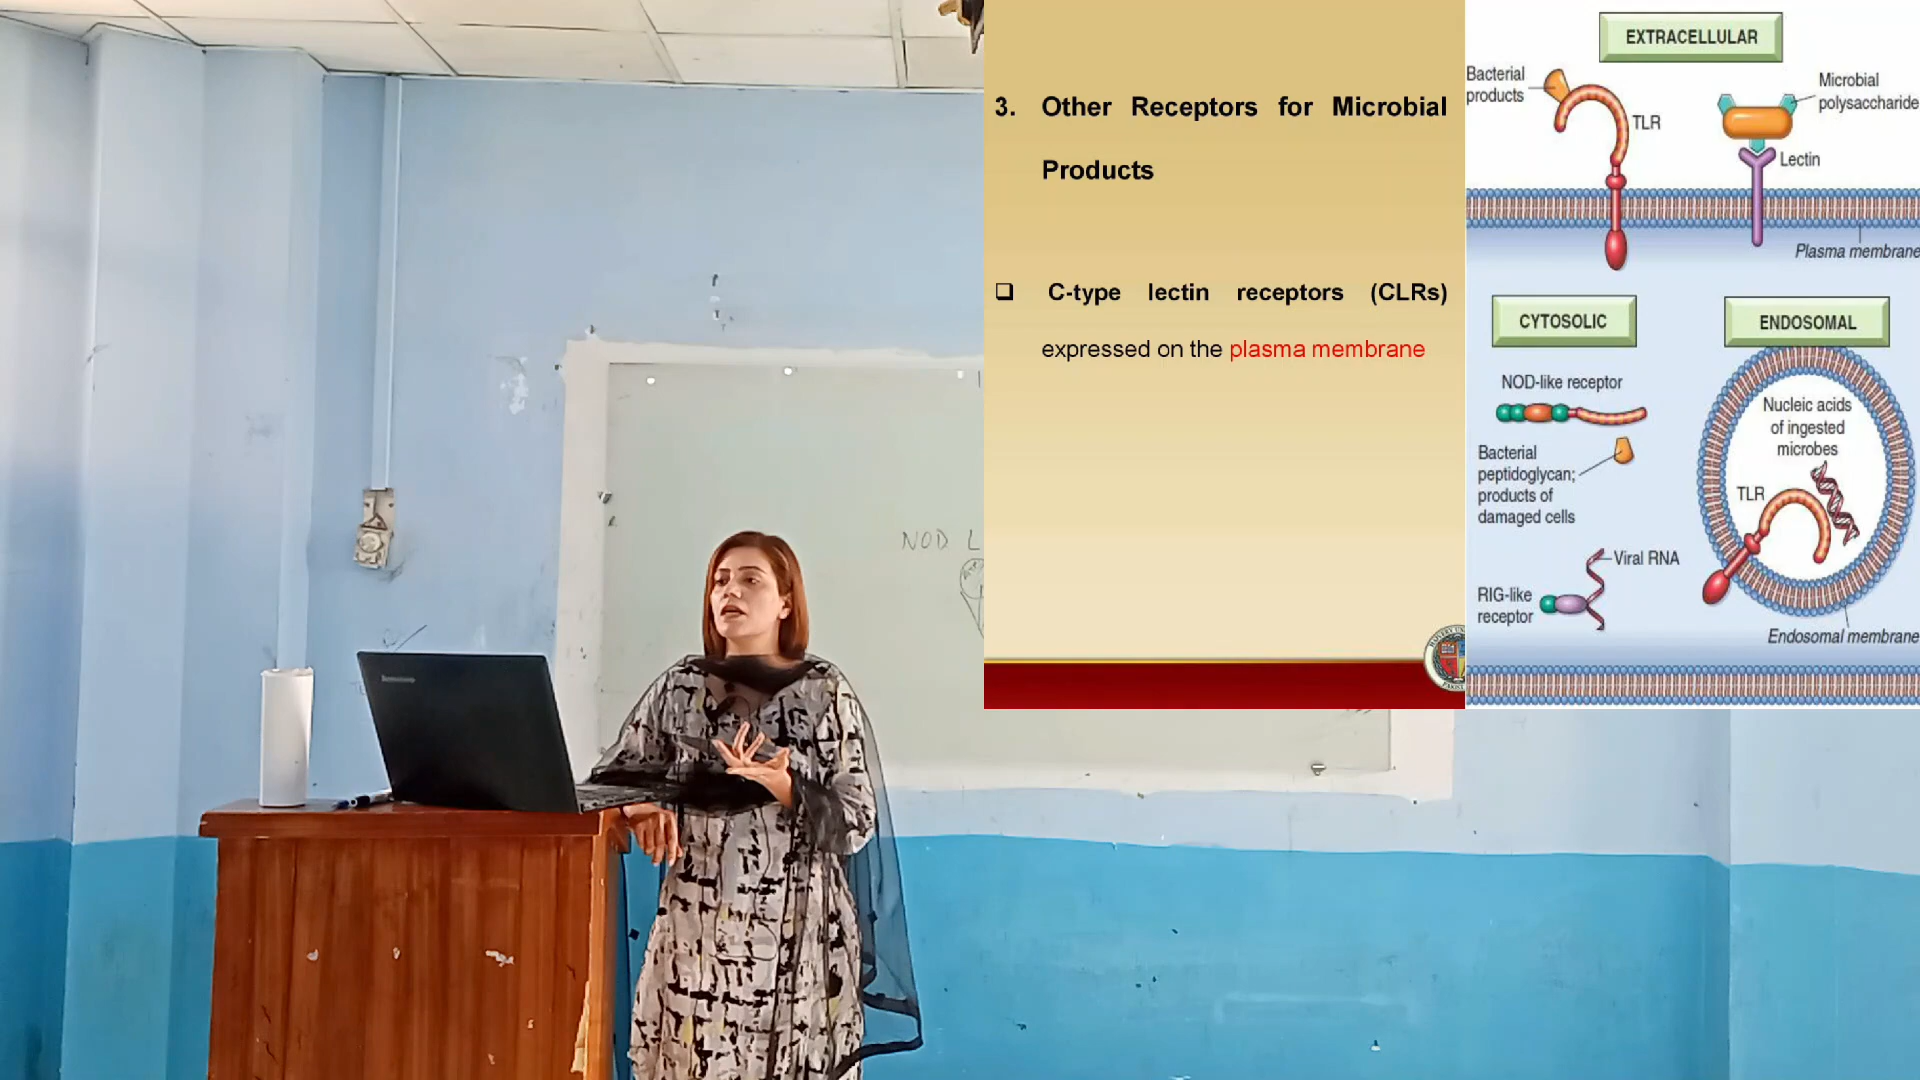 3. Other Receptors for Microbial
Products
❑ C-type lectin receptors (CLRs)
expressed on the plasma membrane
EXTRACELLULAR
Bacterial
products
TLR
Microbial
polysaccharide
Lectin
Plasma membrane
CYTOSOLIC
NOD-like receptor
Bacterial
peptidoglycan;
products of
damaged cells
Viral RNA
RIG-like
receptor
ENDOSOMAL
Nucleic acids
of ingested
microbes
TLR
Endosomal membrane
NOD L
lenovo